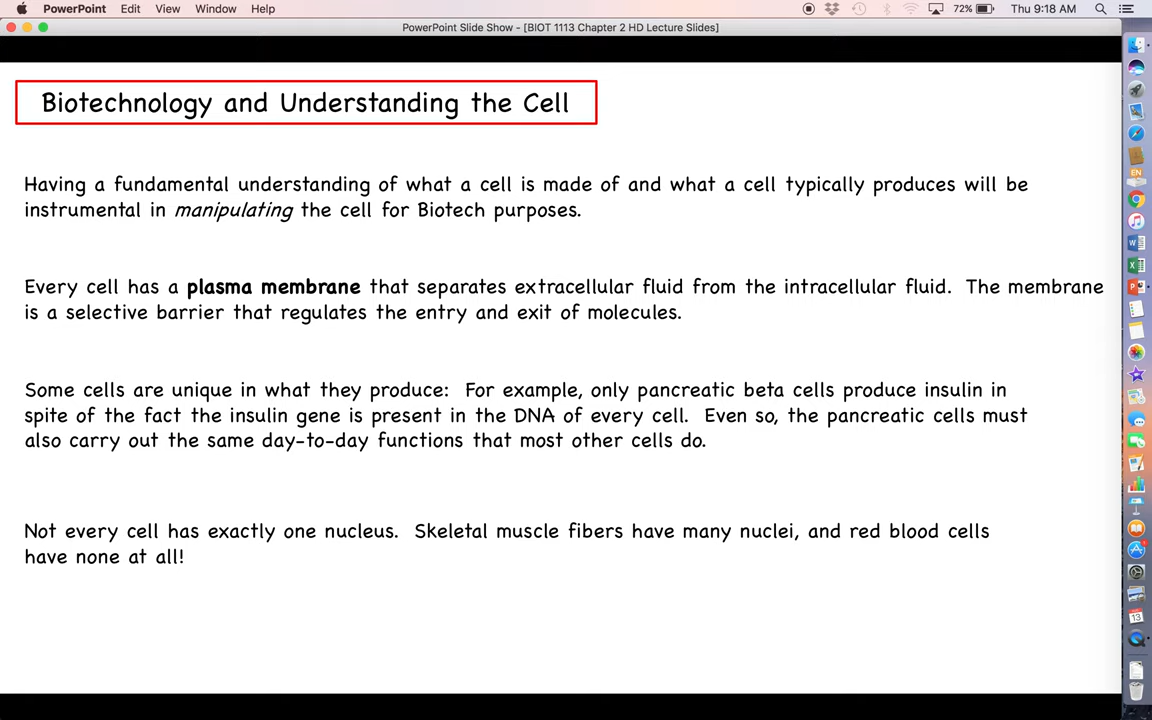 PowerPoint Edit View Window Help 72% Thu 9:18 AM
PowerPoint Slide Show - [BIOT 1113 Chapter 2 HD Lecture Slides]
Biotechnology and Understanding the Cell
Having a fundamental understanding of what a cell is made of and what a cell typically produces will be
instrumental in manipulating the cell for Biotech purposes.
Every cell has a plasma membrane that separates extracellular fluid from the intracellular fluid. The membrane
is a selective barrier that regulates the entry and exit of molecules.
Some cells are unique in what they produce: For example, only pancreatic beta cells produce insulin in
spite of the fact the insulin gene is present in the DNA of every cell. Even so, the pancreatic cells must
also carry out the same day-to-day functions that most other cells do.
Not every cell has exactly one nucleus. Skeletal muscle fibers have many nuclei, and red blood cells
have none at all!
EN
13